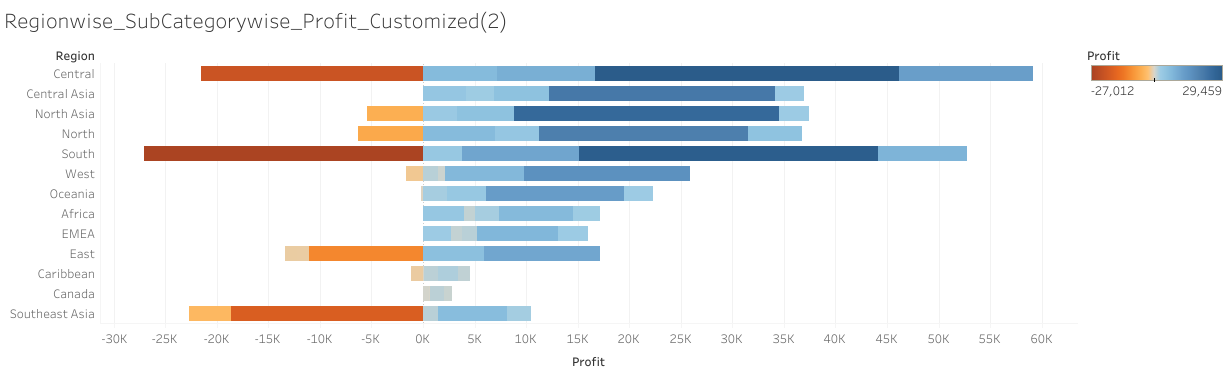 Regionwise_SubCategorywise_Profit_Customized(2)
Region
Central
Central Asia
North Asia
North
South
West
Oceania
Africa
EMEA
East
Caribbean
Canada
Southeast Asia
-30K -25K -20K -15K -10K -5K 0K 5K 10K 15K 20K 25K 30K 35K 40K 45K 50K 55K 60K
Profit
Profit
-27,012 29,459